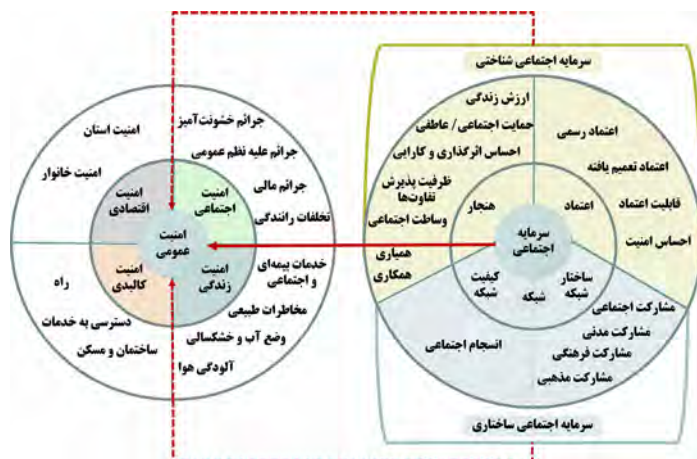 سرمایه اجتماعی شناختی
ارزش زندگی
حمایت اجتماعی/ عاطفی
احساس اثرگذاری و کارایی
ظرفیت پذیرش
تفاوت‌ها
وساطت اجتماعی
همیاری
همکاری
اعتماد رسمی
اعتماد تعمیم یافته
قابلیت اعتماد
احساس امنیت
هنجار
اعتماد
سرمایه
اجتماعی
کیفیت
شبکه
شبکه
ساختار
شبکه
مشارکت اجتماعی
مشارکت مدنی
مشارکت فرهنگی
مشارکت مذهبی
انسجام اجتماعی
سرمایه اجتماعی ساختاری
جرائم خشونت‌آمیز
جرائم علیه نظم عمومی
جرائم مالی
تخلفات رانندگی
امنیت استان
امنیت خانوار
امنیت
اجتماعی
امنیت
اقتصادی
امنیت
عمومی
امنیت
زندگی
امنیت
کالبدی
خدمات بیمه‌ای
و اجتماعی
مخاطرات طبیعی
وضع آب و خشکسالی
آلودگی هوا
راه
دسترسی به خدمات
ساختمان و مسکن